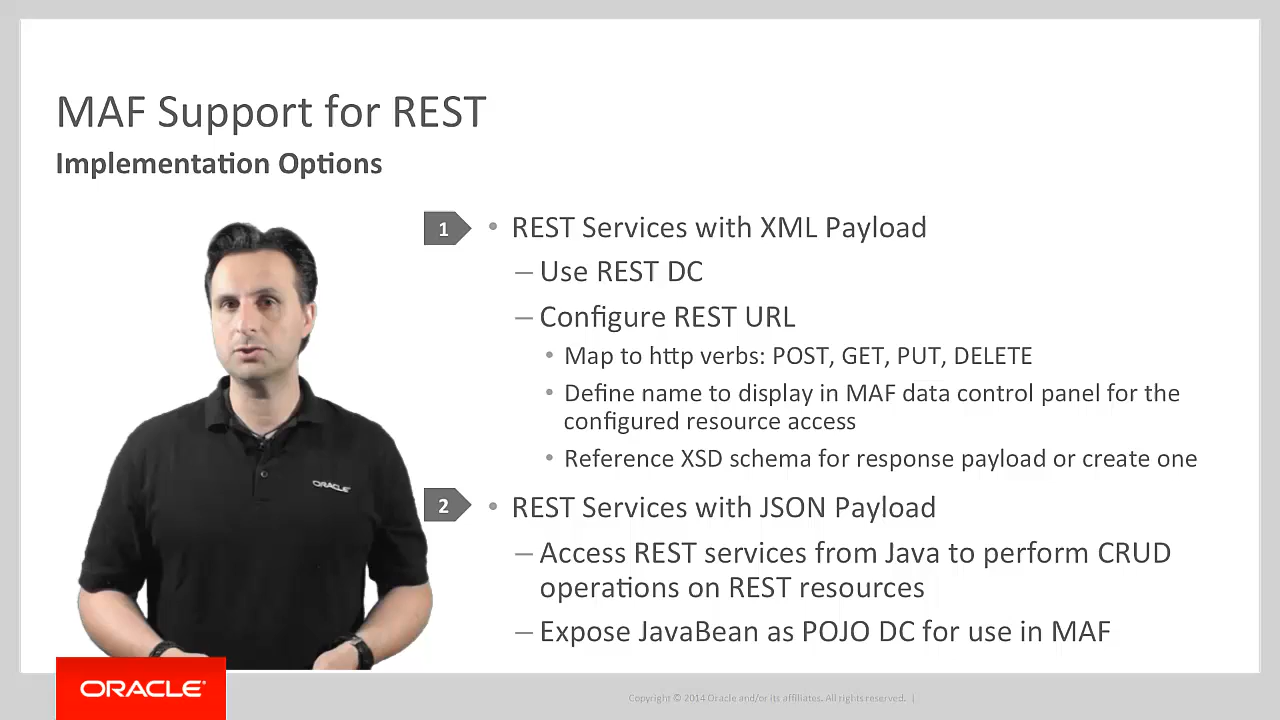 MAF Support for REST
Implementation Options
1
• REST Services with XML Payload
– Use REST DC
– Configure REST URL
• Map to http verbs: POST, GET, PUT, DELETE
• Define name to display in MAF data control panel for the
configured resource access
• Reference XSD schema for response payload or create one
ORACLE
2
• REST Services with JSON Payload
– Access REST services from Java to perform CRUD
operations on REST resources
– Expose JavaBean as POJO DC for use in MAF
ORACLE®
Copyright © 2014 Oracle and/or its affiliates. All rights reserved. |